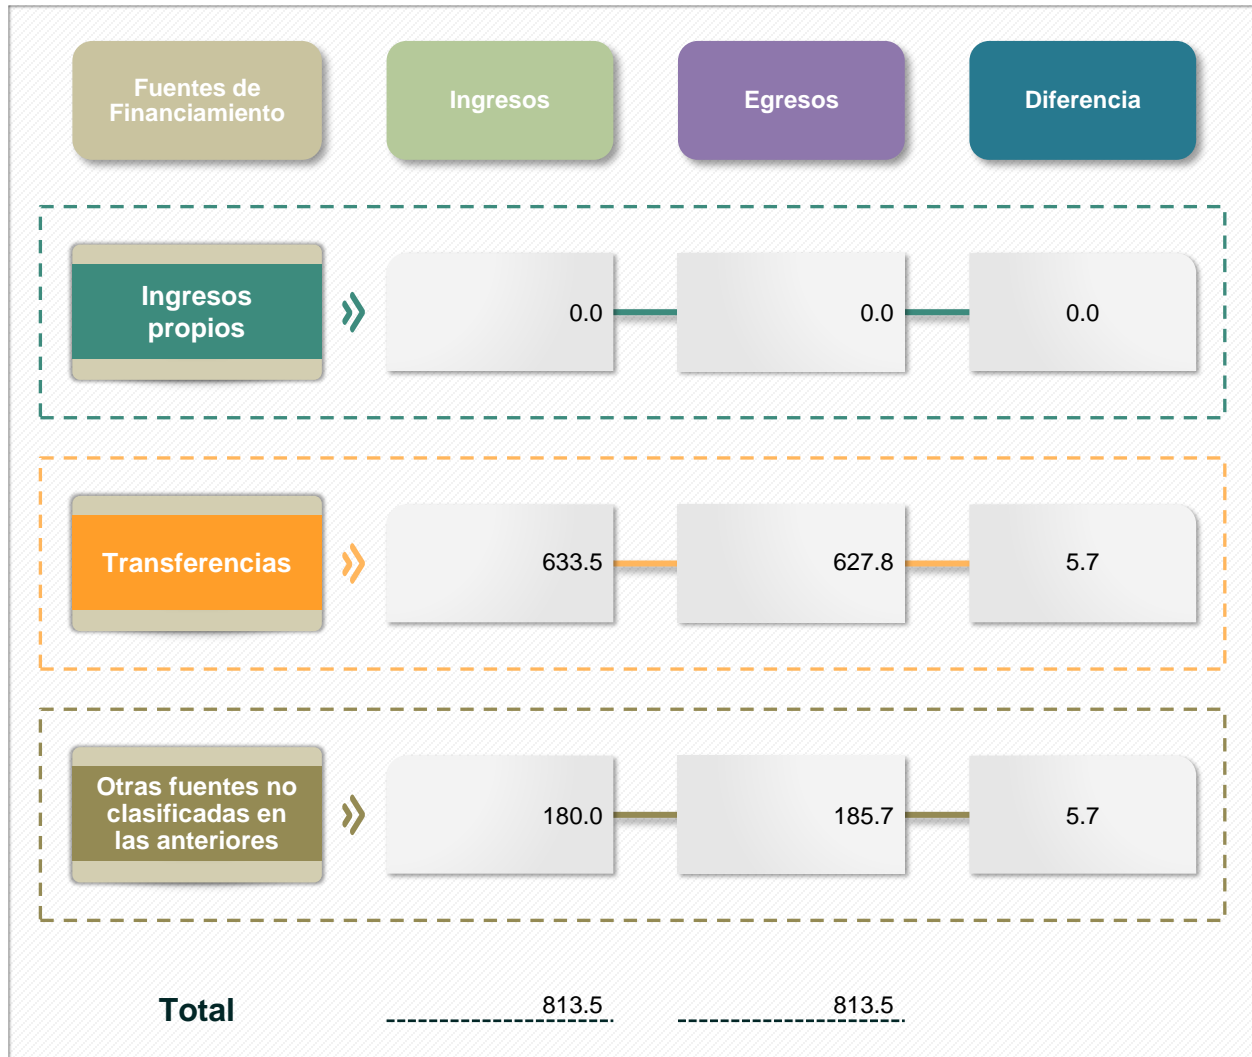 Fuentes de
Financiamiento
Ingresos
Egresos
Diferencia
Ingresos
propios
0.0
0.0
0.0
Transferencias
633.5
627.8
5.7
Otras fuentes no
clasificadas en
las anteriores
180.0
185.7
5.7
Total
813.5
813.5